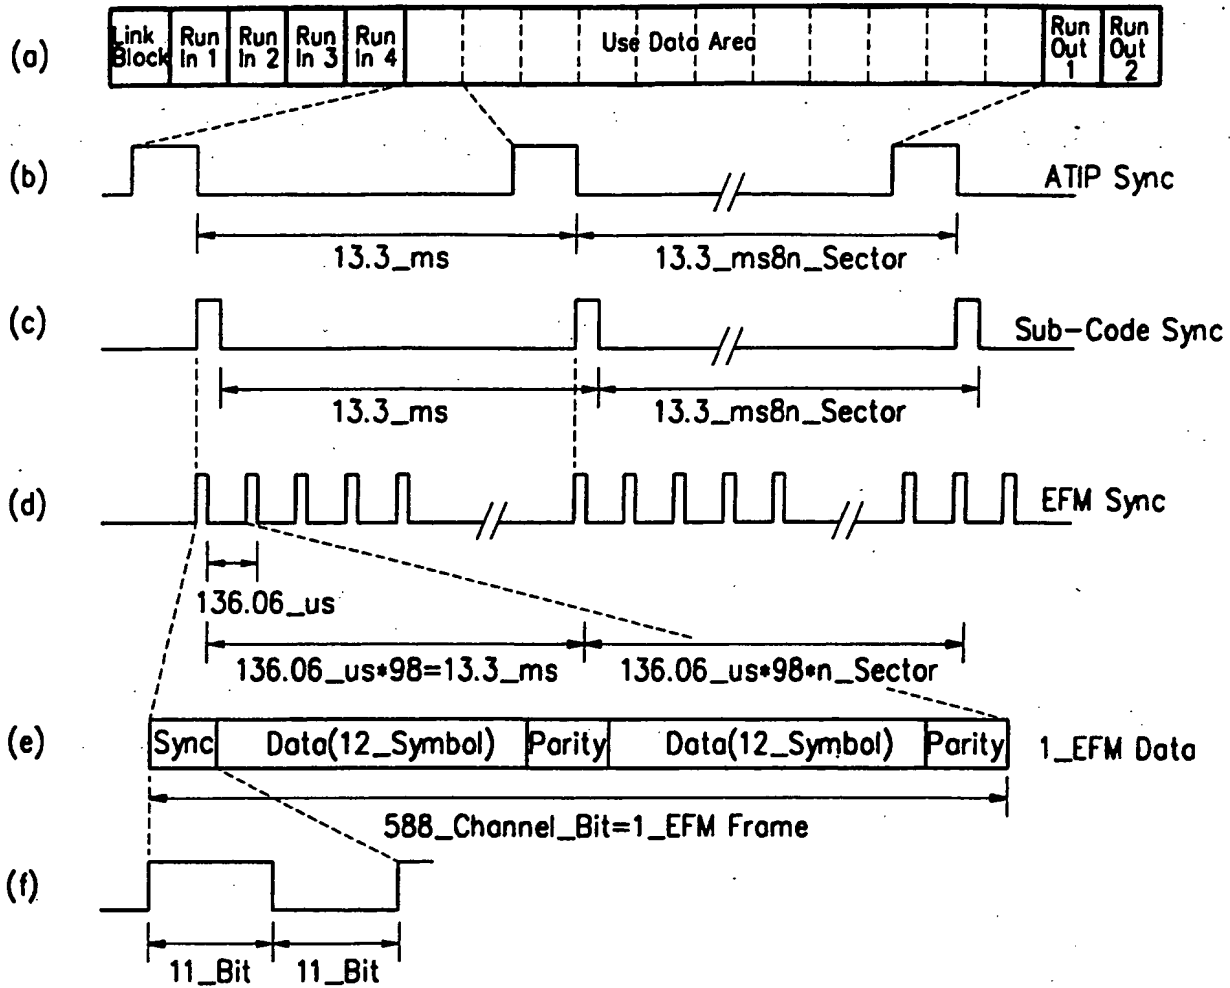 (a)
Link Block
Run In 1
Run In 2
Run In 3
Run In 4
Use Data Area
Run Out 1
Run Out 2
(b)
ATIP Sync
13.3_ms
13.3_ms8n_Sector
(c)
Sub-Code Sync
13.3_ms
13.3_ms8n_Sector
(d)
EFM Sync
136.06_us
136.06_us*98=13.3_ms
136.06_us*98*n_Sector
(e)
Sync
Data(12_Symbol)
Parity
Data(12_Symbol)
Parity
1_EFM Data
588_Channel_Bit=1_EFM Frame
(f)
11_Bit
11_Bit